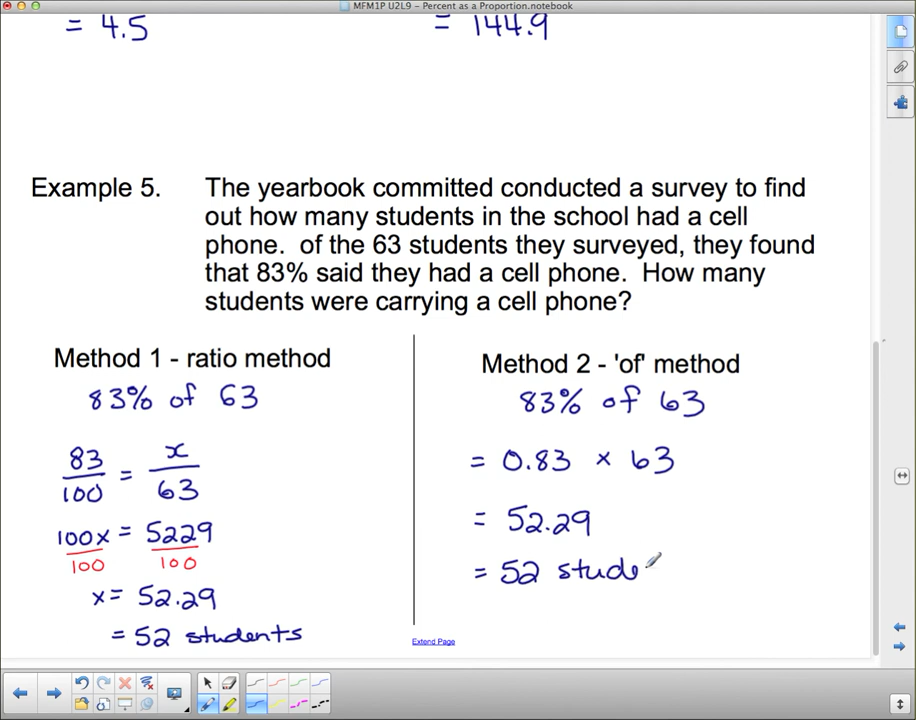 MFM1P U2L9 - Percent as a Proportion.notebook
= 4.5
= 144.9
Example 5. The yearbook committed conducted a survey to find
out how many students in the school had a cell
phone. of the 63 students they surveyed, they found
that 83% said they had a cell phone. How many
students were carrying a cell phone?
Method 1 - ratio method
83% of 63
83/100 = x/63
100x/100 = 5229/100
x = 52.29
= 52 students
Method 2 - 'of' method
83% of 63
= 0.83 × 63
= 52.29
= 52 stude
Extend Page